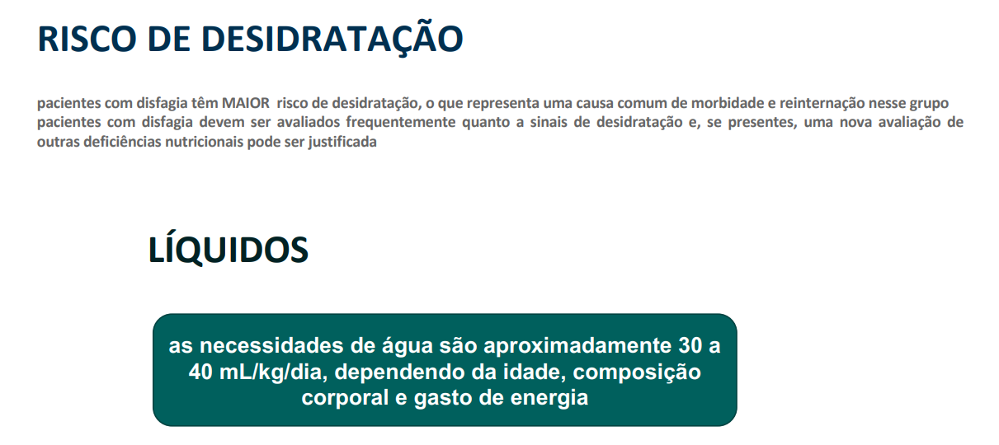 RISCO DE DESIDRATAÇÃO
pacientes com disfagia têm MAIOR risco de desidratação, o que representa uma causa comum de morbidade e reinternação nesse grupo
pacientes com disfagia devem ser avaliados frequentemente quanto a sinais de desidratação e, se presentes, uma nova avaliação de
outras deficiências nutricionais pode ser justificada
LÍQUIDOS
as necessidades de água são aproximadamente 30 a
40 mL/kg/dia, dependendo da idade, composição
corporal e gasto de energia